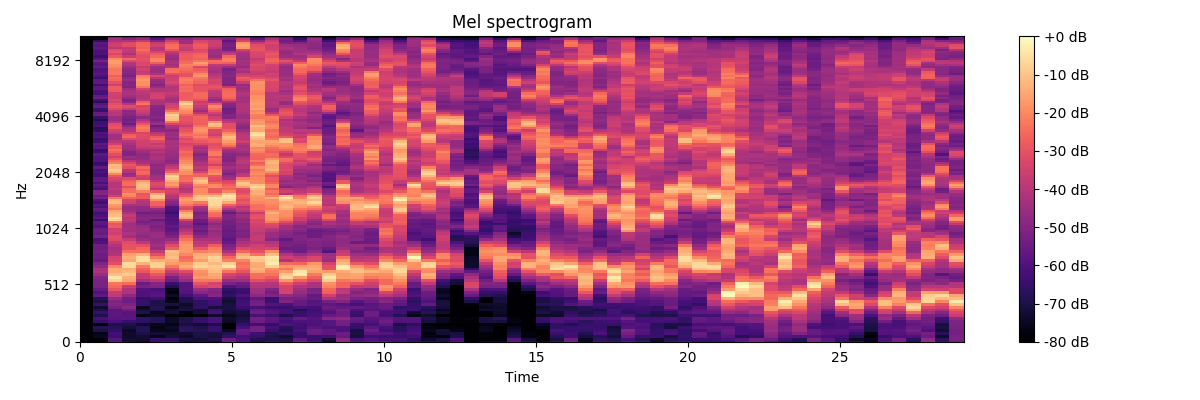 Mel spectrogram
+0 dB
8192
-10 dB
4096
-20 dB
-30 dB
2048
Hz
-40 dB
1024
-50 dB
-60 dB
512
-70 dB
0
-80 dB
0 5 10 15 20 25
Time